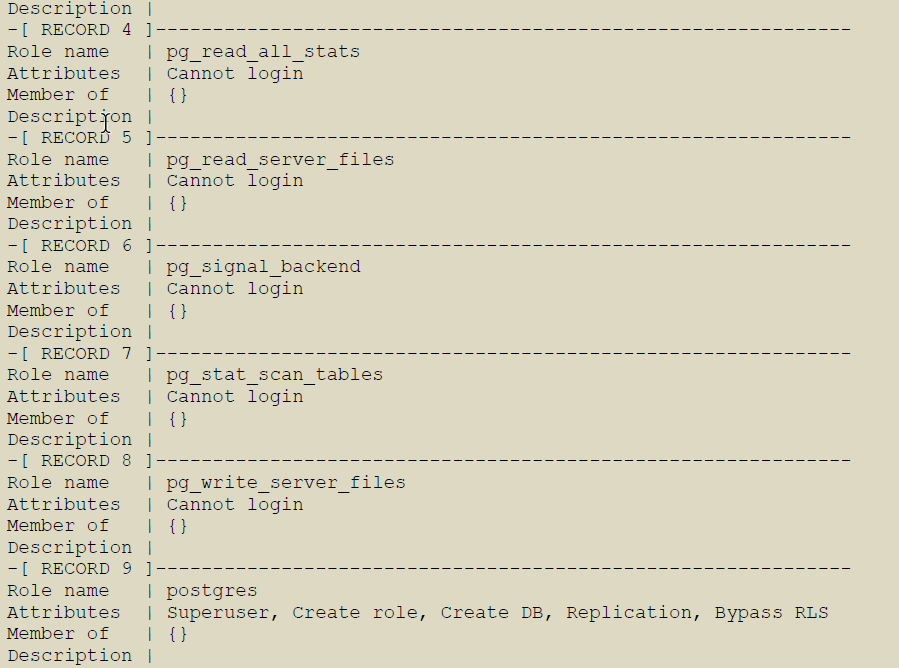 Description |
-[ RECORD 4 ]-------------------------------------------------------------
Role name   | pg_read_all_stats
Attributes  | Cannot login
Member of   | {}
Description |
-[ RECORD 5 ]-------------------------------------------------------------
Role name   | pg_read_server_files
Attributes  | Cannot login
Member of   | {}
Description |
-[ RECORD 6 ]-------------------------------------------------------------
Role name   | pg_signal_backend
Attributes  | Cannot login
Member of   | {}
Description |
-[ RECORD 7 ]-------------------------------------------------------------
Role name   | pg_stat_scan_tables
Attributes  | Cannot login
Member of   | {}
Description |
-[ RECORD 8 ]-------------------------------------------------------------
Role name   | pg_write_server_files
Attributes  | Cannot login
Member of   | {}
Description |
-[ RECORD 9 ]-------------------------------------------------------------
Role name   | postgres
Attributes  | Superuser, Create role, Create DB, Replication, Bypass RLS
Member of   | {}
Description |